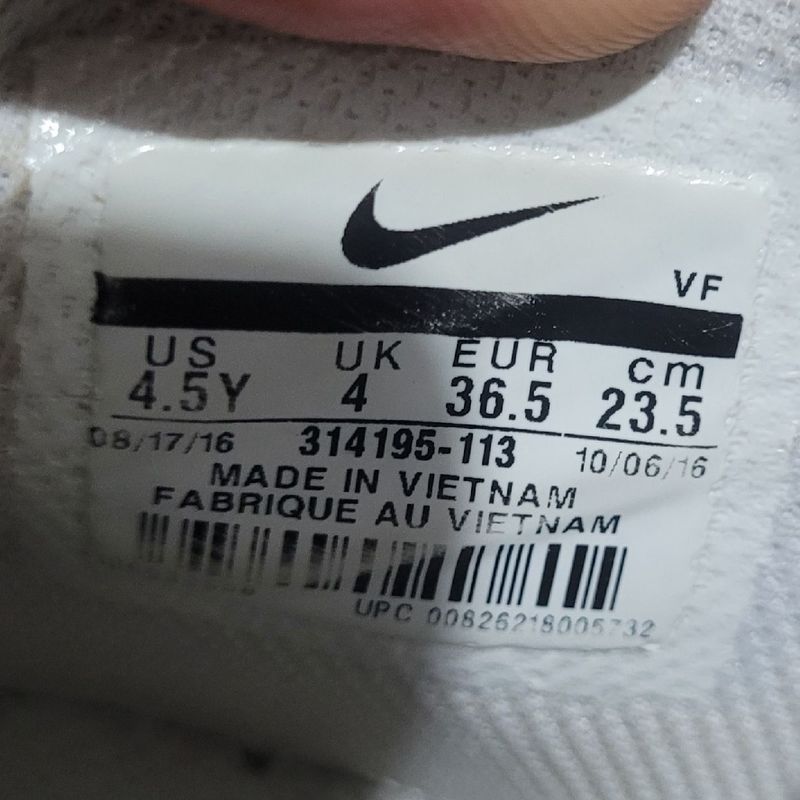 VF
US UK EUR cm
4.5Y 4 36.5 23.5
08/17/16 314195-113 10/06/16
MADE IN VIETNAM
FABRIQUE AU VIETNAM
UPC 00826218005732